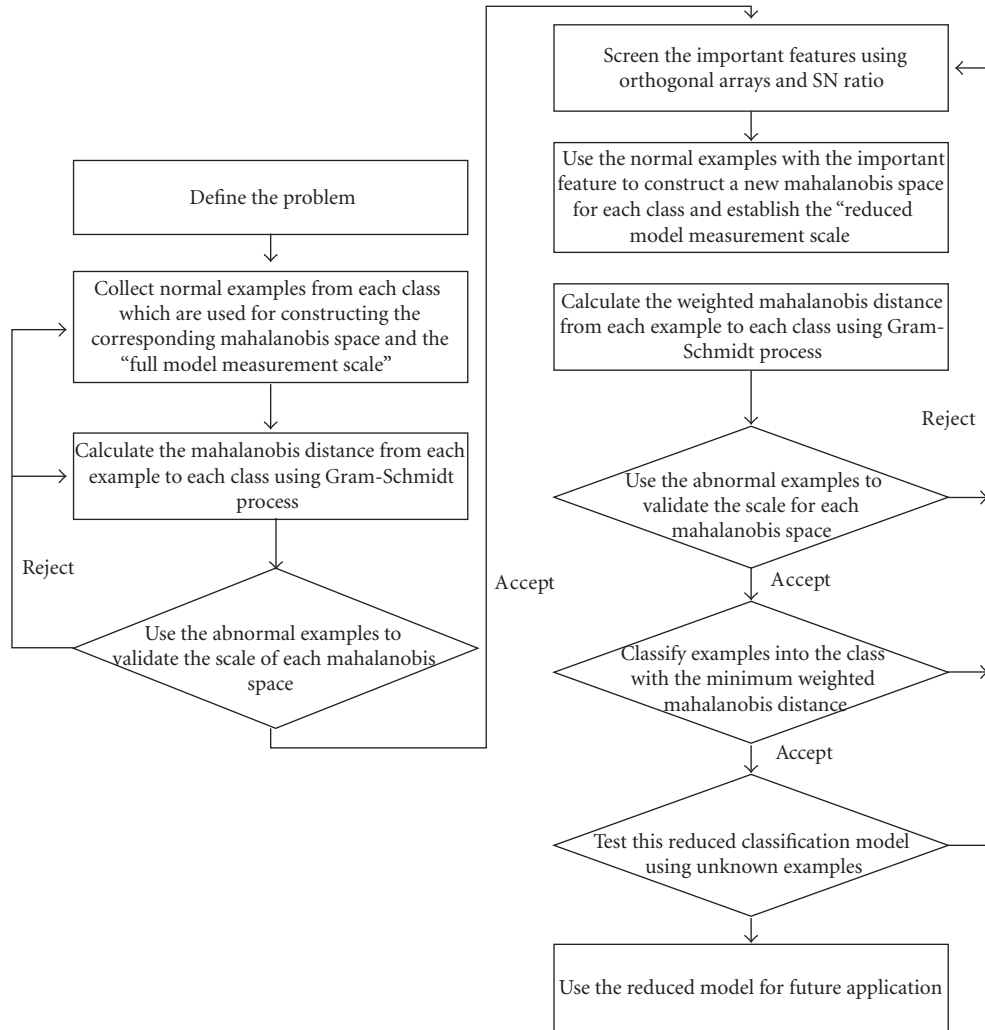 Define the problem
Collect normal examples from each class
which are used for constructing the
corresponding mahalanobis space and the
“full model measurement scale”
Calculate the mahalanobis distance from each
example to each class using Gram-Schmidt
process
Reject
Use the abnormal examples to
validate the scale of each mahalanobis
space
Accept
Screen the important features using
orthogonal arrays and SN ratio
Use the normal examples with the important
feature to construct a new mahalanobis space
for each class and establish the “reduced
model measurement scale
Calculate the weighted mahalanobis distance
from each example to each class using Gram-
Schmidt process
Reject
Use the abnormal examples to
validate the scale for each
mahalanobis space
Accept
Classify examples into the class
with the minimum weighted
mahalanobis distance
Accept
Test this reduced classification model
using unknown examples
Use the reduced model for future application